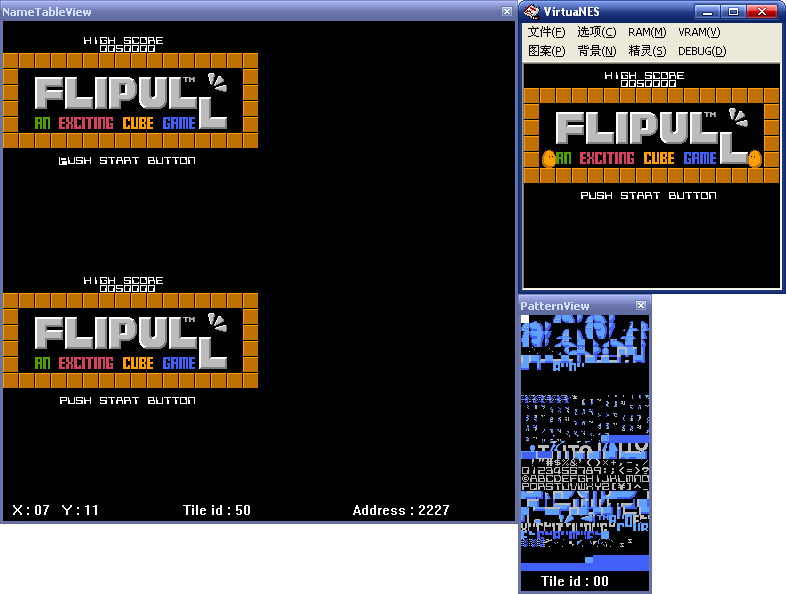 NameTableView
HIGH SCORE
0050000
FLIPULL™
AN EXCITING CUBE GAME
PUSH START BUTTON
HIGH SCORE
0050000
FLIPULL™
AN EXCITING CUBE GAME
PUSH START BUTTON
X : 07 Y : 11 Tile id : 50 Address : 2227
VirtuaNES
文件(F) 选项(C) RAM(M) VRAM(V)
图案(P) 背景(N) 精灵(S) DEBUG(D)
HIGH SCORE
0050000
FLIPULL™
AN EXCITING CUBE GAME
PUSH START BUTTON
PatternView
TAITO TAITO
!"#$%&'()*+,-./
0123456789:;<=>?
©ABCDEFGHIJKLMNO
PQRSTUVWXYZ[¥]^_
Tile id : 00